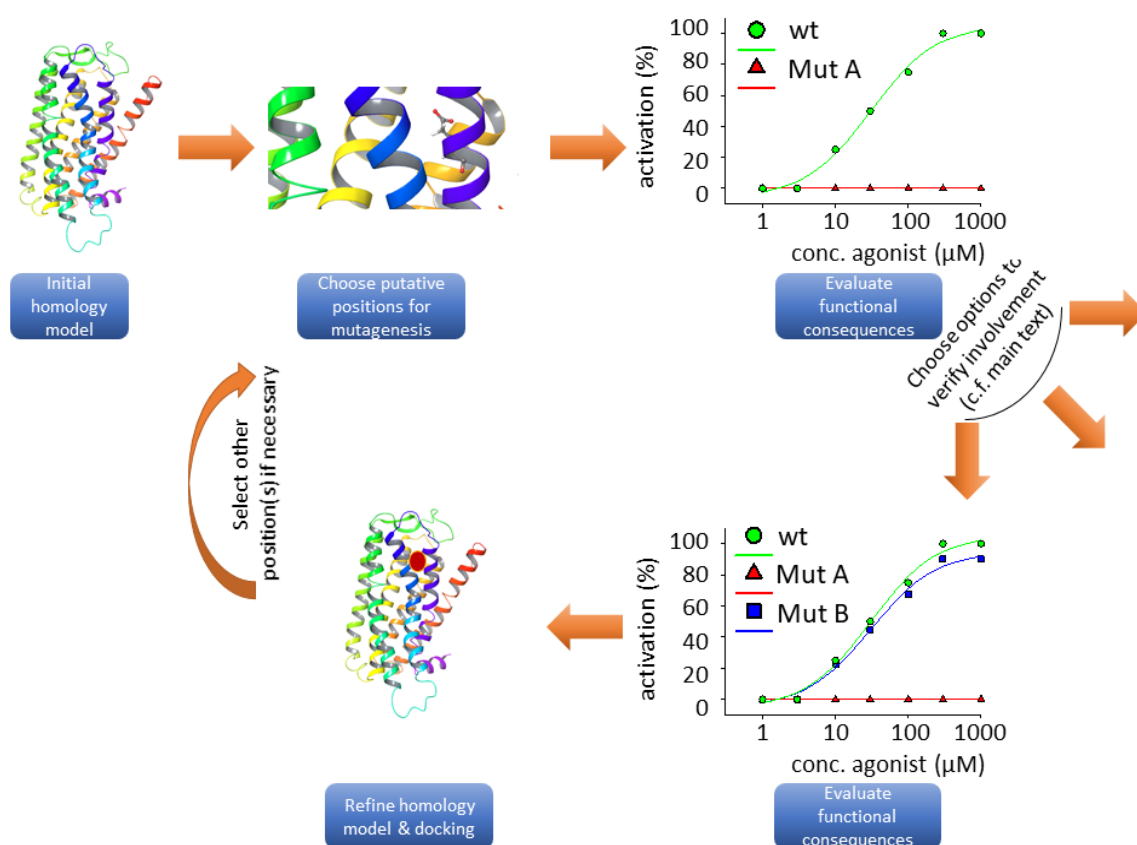 100
80
60
40
20
0
activation (%)
wt
Mut A
1
10
100
1000
conc. agonist (µM)
Initial
homology
model
Choose putative
positions for
mutagenesis
Evaluate
functional
consequences
Choose options to
verify involvement
(c.f. main text)
Select other
position(s) if necessary
100
80
60
40
20
0
activation (%)
wt
Mut A
Mut B
1
10
100
1000
conc. agonist (µM)
Refine homology
model & docking
Evaluate
functional
consequences